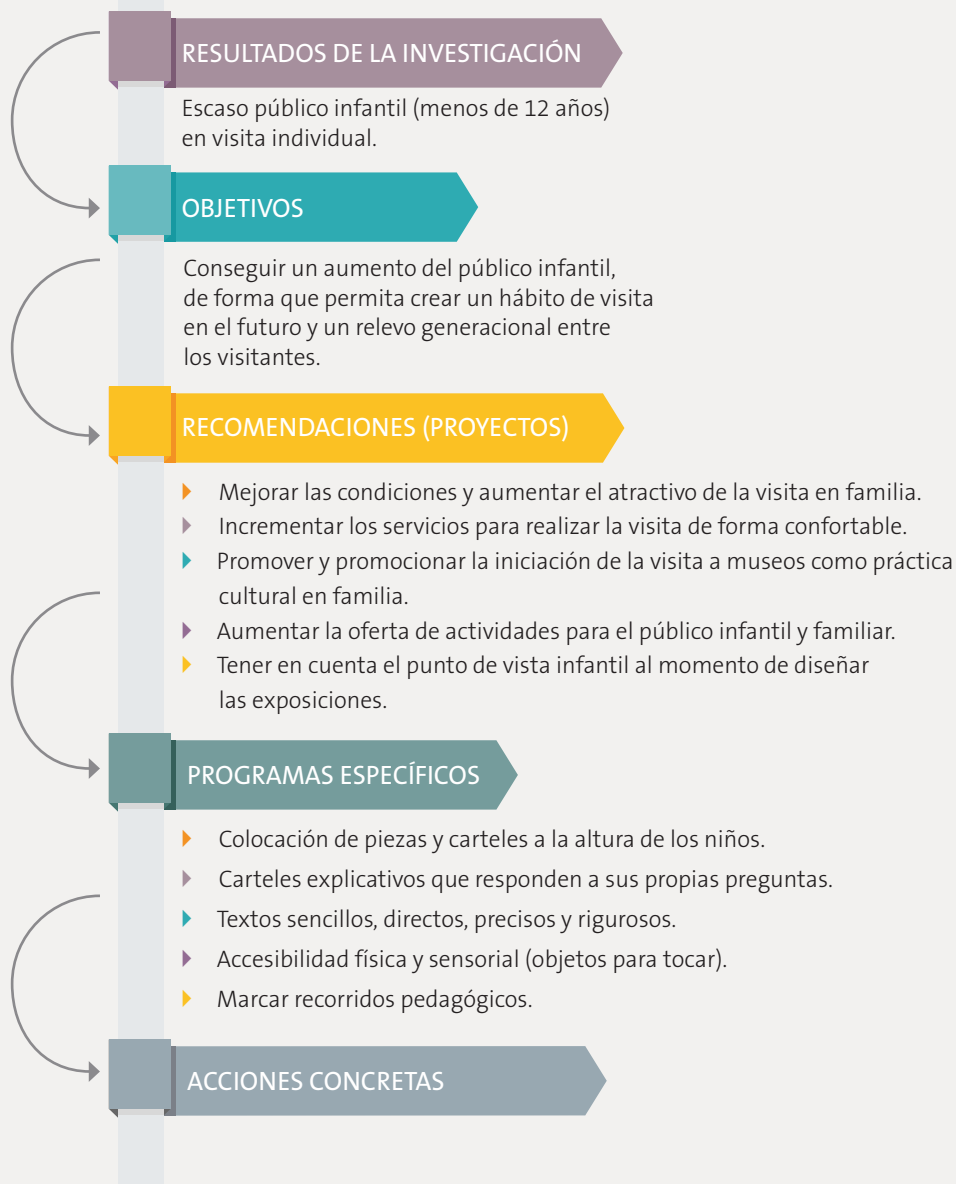 RESULTADOS DE LA INVESTIGACIÓN
Escaso público infantil (menos de 12 años)
en visita individual.
OBJETIVOS
Conseguir un aumento del público infantil,
de forma que permita crear un hábito de visita
en el futuro y un relevo generacional entre
los visitantes.
RECOMENDACIONES (PROYECTOS)
Mejorar las condiciones y aumentar el atractivo de la visita en familia.
Incrementar los servicios para realizar la visita de forma confortable.
Promover y promocionar la iniciación de la visita a museos como práctica
cultural en familia.
Aumentar la oferta de actividades para el público infantil y familiar.
Tener en cuenta el punto de vista infantil al momento de diseñar
las exposiciones.
PROGRAMAS ESPECÍFICOS
Colocación de piezas y carteles a la altura de los niños.
Carteles explicativos que responden a sus propias preguntas.
Textos sencillos, directos, precisos y rigurosos.
Accesibilidad física y sensorial (objetos para tocar).
Marcar recorridos pedagógicos.
ACCIONES CONCRETAS